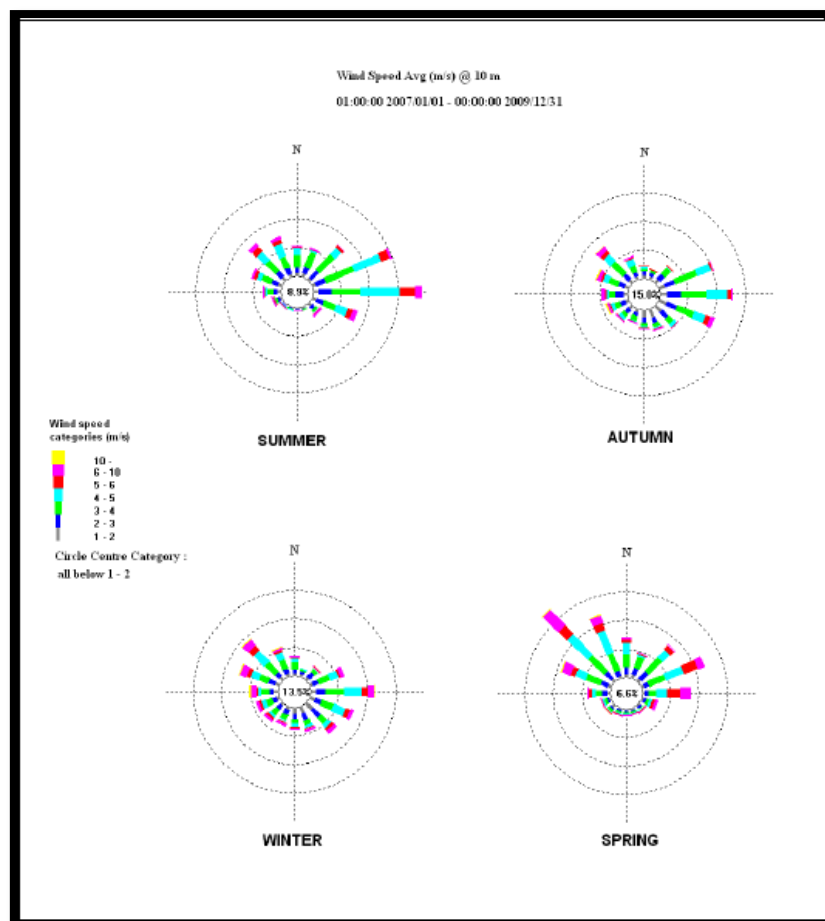 Wind Speed Avg (m/s) @ 10 m
01:00:00 2007/01/01 - 00:00:00 2009/12/31
N
N
8.9%
15.8%
SUMMER
AUTUMN
Wind speed
categories (m/s)
10 -
6 - 10
5 - 6
4 - 5
3 - 4
2 - 3
1 - 2
Circle Centre Category :
all below 1 - 2
N
N
13.5%
6.6%
WINTER
SPRING